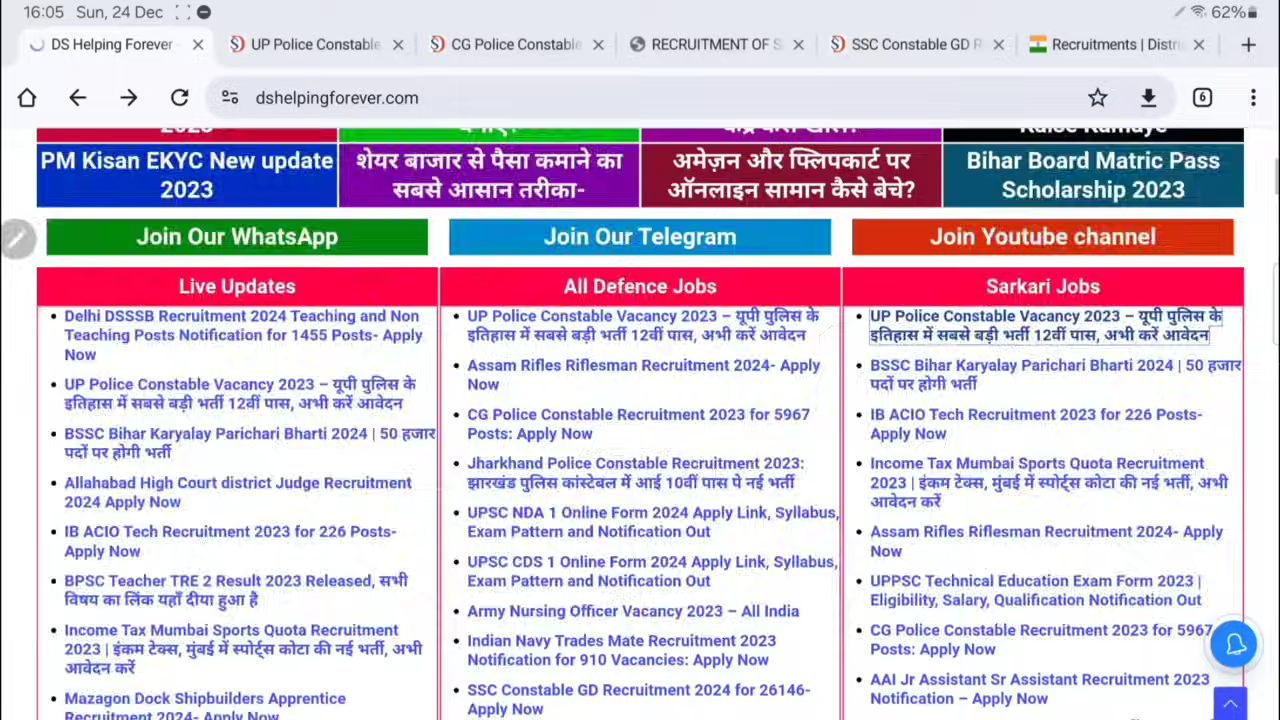 16:05 Sun, 24 Dec
62%
DS Helping Forever
UP Police Constable
CG Police Constable
RECRUITMENT OF S
SSC Constable GD R
Recruitments | Distri
dshelpingforever.com
6
PM Kisan EKYC New update
2023
शेयर बाजार से पैसा कमाने का
सबसे आसान तरीका-
अमेज़न और फ्लिपकार्ट पर
ऑनलाइन सामान कैसे बेचे?
Bihar Board Matric Pass
Scholarship 2023
Join Our WhatsApp
Join Our Telegram
Join Youtube channel
Live Updates
Delhi DSSSB Recruitment 2024 Teaching and Non
Teaching Posts Notification for 1455 Posts- Apply
Now
UP Police Constable Vacancy 2023 – यूपी पुलिस के
इतिहास में सबसे बड़ी भर्ती 12वीं पास, अभी करें आवेदन
BSSC Bihar Karyalay Parichari Bharti 2024 | 50 हजार
पदों पर होगी भर्ती
Allahabad High Court district Judge Recruitment
2024 Apply Now
IB ACIO Tech Recruitment 2023 for 226 Posts-
Apply Now
BPSC Teacher TRE 2 Result 2023 Released, सभी
विषय का लिंक यहाँ दीया हुआ है
Income Tax Mumbai Sports Quota Recruitment
2023 | इंकम टेक्स, मुंबई में स्पोर्ट्स कोटा की नई भर्ती, अभी
आवेदन करें
Mazagon Dock Shipbuilders Apprentice
Recruitment 2024- Apply Now
All Defence Jobs
UP Police Constable Vacancy 2023 – यूपी पुलिस के
इतिहास में सबसे बड़ी भर्ती 12वीं पास, अभी करें आवेदन
Assam Rifles Riflesman Recruitment 2024- Apply
Now
CG Police Constable Recruitment 2023 for 5967
Posts: Apply Now
Jharkhand Police Constable Recruitment 2023:
झारखंड पुलिस कांस्टेबल में आई 10वीं पास पे नई भर्ती
UPSC NDA 1 Online Form 2024 Apply Link, Syllabus,
Exam Pattern and Notification Out
UPSC CDS 1 Online Form 2024 Apply Link, Syllabus,
Exam Pattern and Notification Out
Army Nursing Officer Vacancy 2023 – All India
Indian Navy Trades Mate Recruitment 2023
Notification for 910 Vacancies: Apply Now
SSC Constable GD Recruitment 2024 for 26146-
Apply Now
Sarkari Jobs
UP Police Constable Vacancy 2023 – यूपी पुलिस के
इतिहास में सबसे बड़ी भर्ती 12वीं पास, अभी करें आवेदन
BSSC Bihar Karyalay Parichari Bharti 2024 | 50 हजार
पदों पर होगी भर्ती
IB ACIO Tech Recruitment 2023 for 226 Posts-
Apply Now
Income Tax Mumbai Sports Quota Recruitment
2023 | इंकम टेक्स, मुंबई में स्पोर्ट्स कोटा की नई भर्ती, अभी
आवेदन करें
Assam Rifles Riflesman Recruitment 2024- Apply
Now
UPPSC Technical Education Exam Form 2023 |
Eligibility, Salary, Qualification Notification Out
CG Police Constable Recruitment 2023 for 5967
Posts: Apply Now
AAI Jr Assistant Sr Assistant Recruitment 2023
Notification – Apply Now